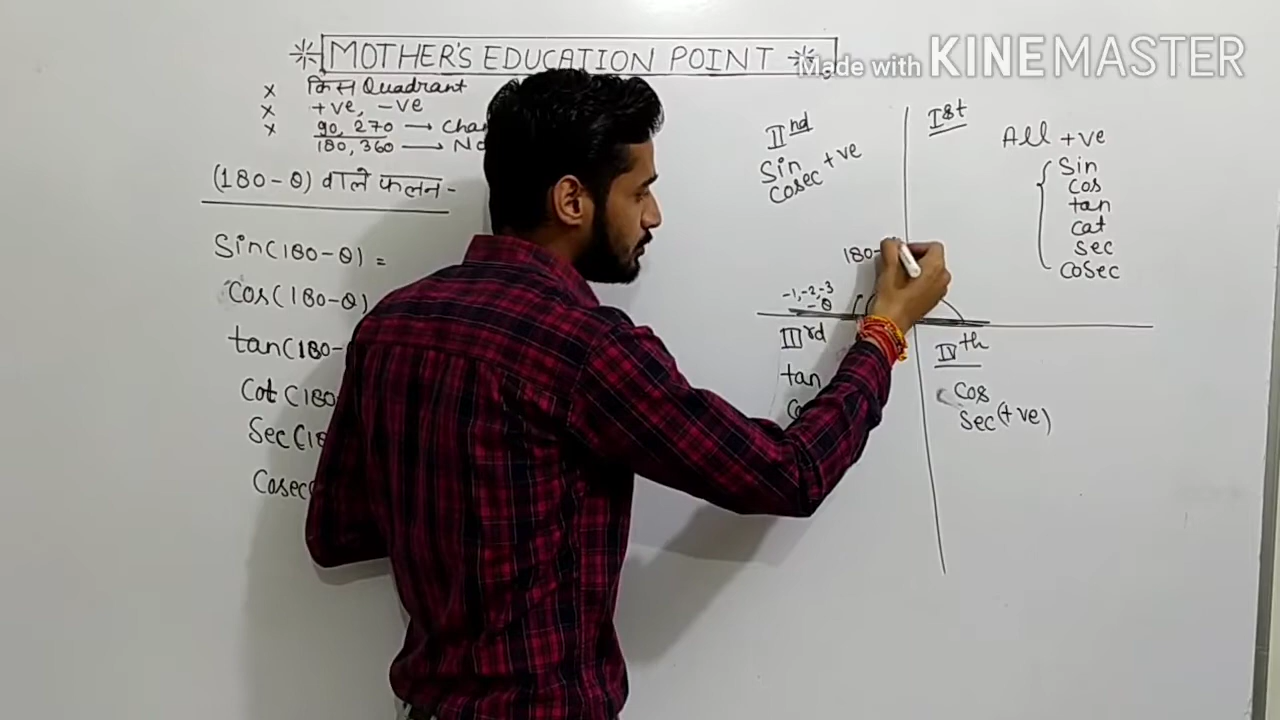 MOTHER'S EDUCATION POINT
Made with KINEMASTER
x किस Quadrant
x +ve, -ve
x 90, 270 → Cha
180, 360 → N
(180-θ) वाले फलन -
Sin(180-θ) =
Cos(180-θ)
tan(180-
Cot (180
Sec(18
Cosec
IInd
Sin
Cosec +ve
180-
-1,-2,-3
-θ
IIIrd
tan
Ist
All +ve
Sin
cos
tan
cat
sec
cosec
IVth
cos
Sec(+ve)